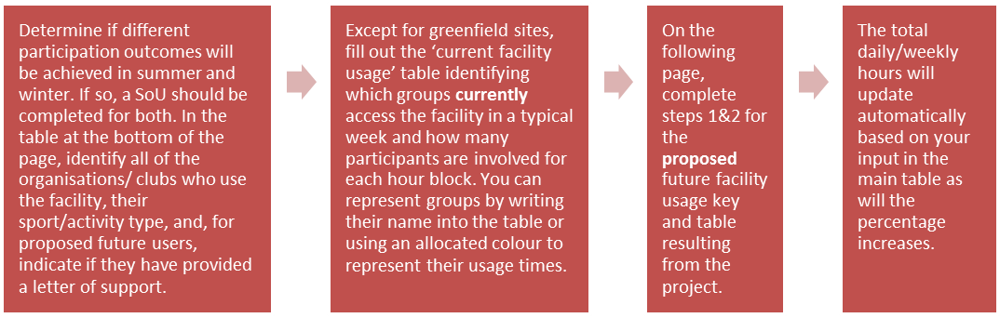 Determine if different
participation outcomes will
be achieved in summer and
winter. If so, a SoU should be
completed for both. In the
table at the bottom of the
page, identify all of the
organisations/ clubs who use
the facility, their
sport/activity type, and, for
proposed future users,
indicate if they have provided
a letter of support.
Except for greenfield sites,
fill out the ‘current facility
usage’ table identifying
which groups currently
access the facility in a typical
week and how many
participants are involved for
each hour block. You can
represent groups by writing
their name into the table or
using an allocated colour to
represent their usage times.
On the
following
page,
complete
steps 1&2 for
the
proposed
future facility
usage key
and table
resulting
from the
project.
The total
daily/weekly
hours will
update
automatically
based on your
input in the
main table as
will the
percentage
increases.